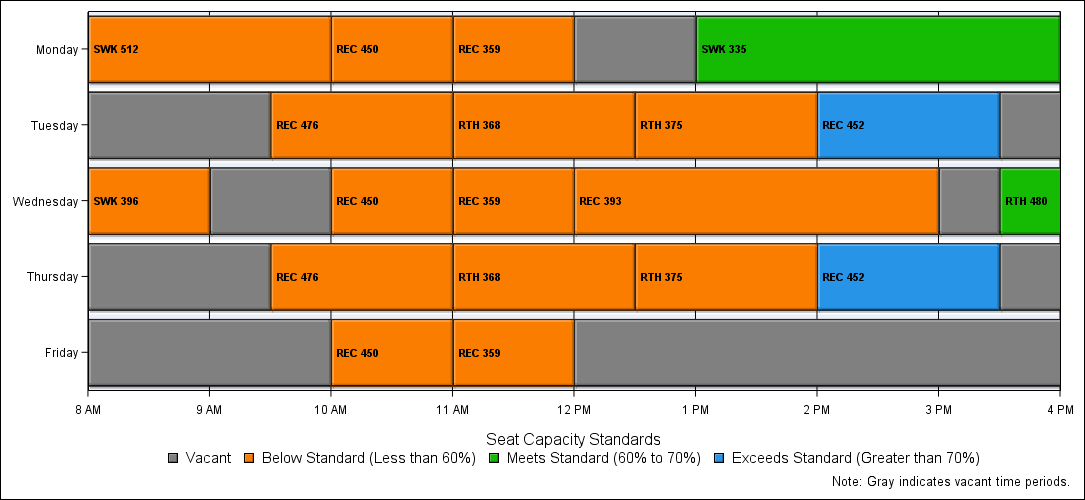 Monday
SWK 512 REC 450 REC 359 SWK 335
Tuesday
REC 476 RTH 368 RTH 375 REC 452
Wednesday
SWK 396 REC 450 REC 359 REC 393 RTH 480
Thursday
REC 476 RTH 368 RTH 375 REC 452
Friday
REC 450 REC 359
8 AM 9 AM 10 AM 11 AM 12 PM 1 PM 2 PM 3 PM 4 PM
Seat Capacity Standards
Vacant Below Standard (Less than 60%) Meets Standard (60% to 70%) Exceeds Standard (Greater than 70%)
Note: Gray indicates vacant time periods.